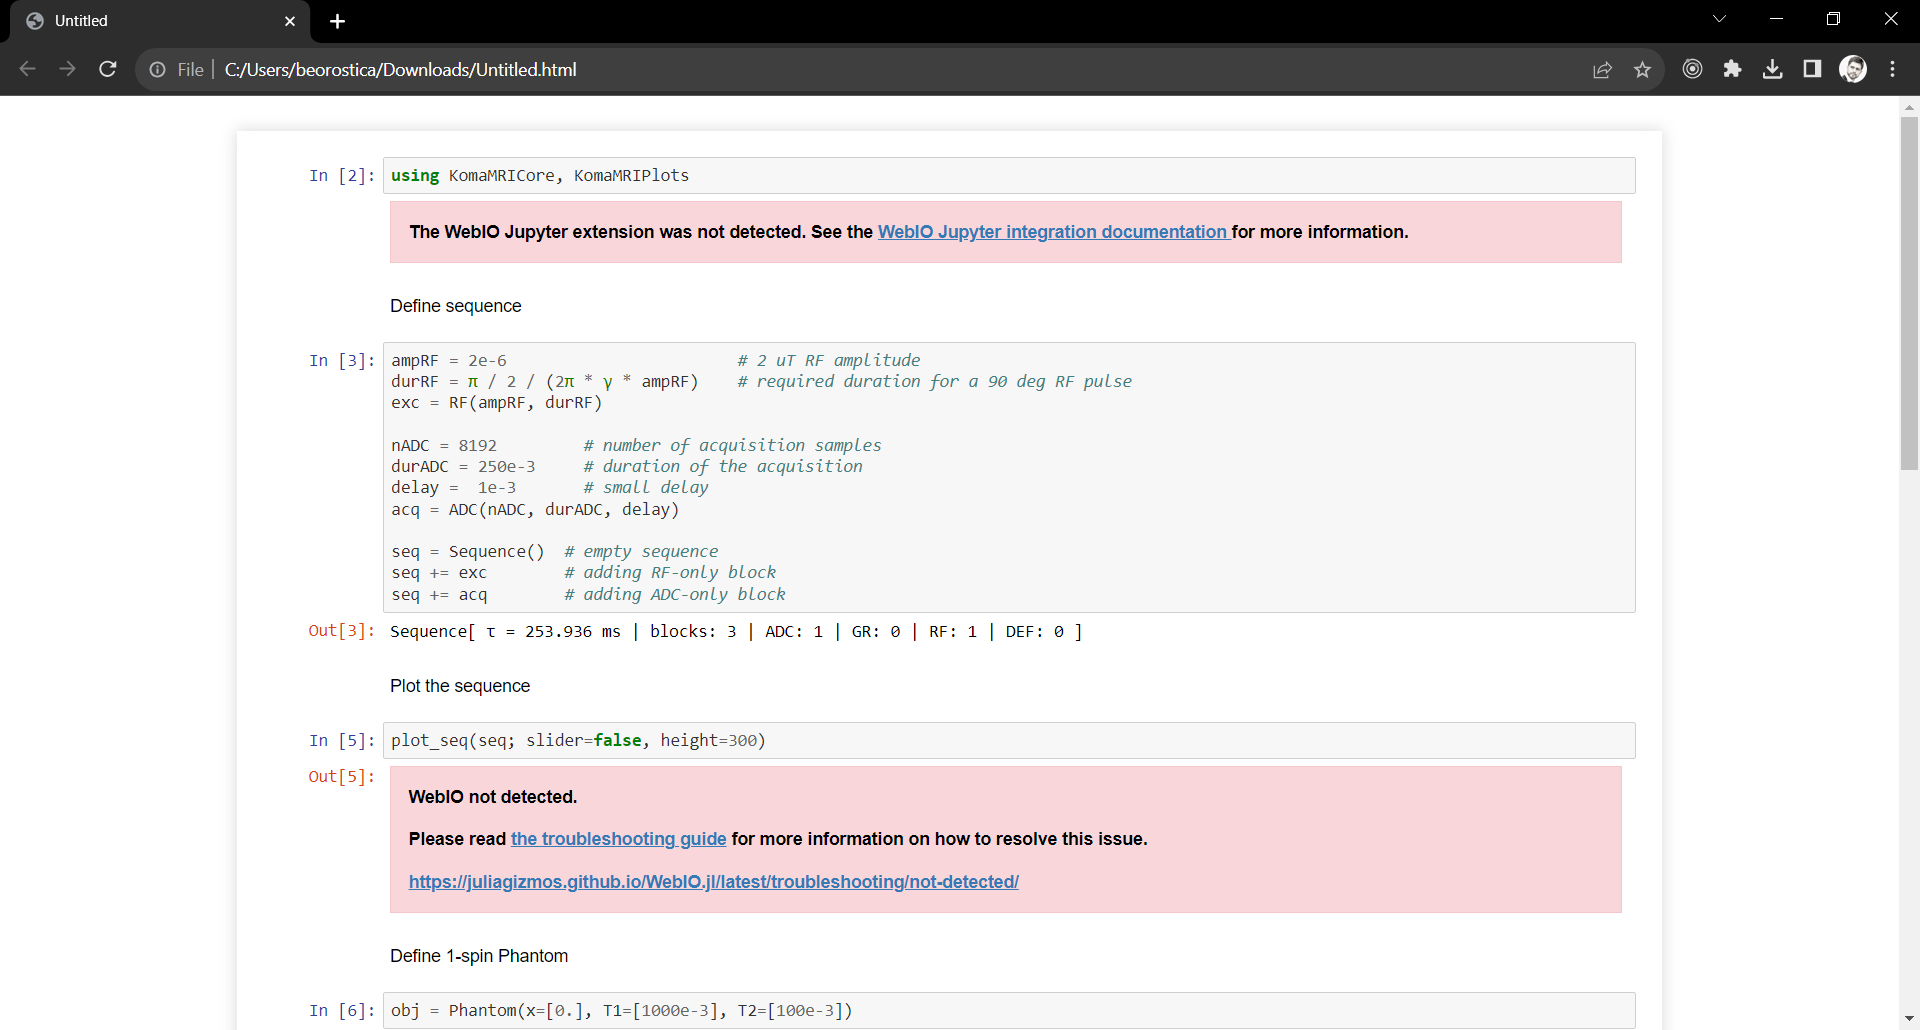 Untitled
File | C:/Users/beorostica/Downloads/Untitled.html
In [2]: using KomaMRICore, KomaMRIPlots
The WebIO Jupyter extension was not detected. See the WebIO Jupyter integration documentation for more information.
Define sequence
In [3]: ampRF = 2e-6                        # 2 uT RF amplitude
durRF = π / 2 / (2π * γ * ampRF)    # required duration for a 90 deg RF pulse
exc = RF(ampRF, durRF)
nADC = 8192         # number of acquisition samples
durADC = 250e-3     # duration of the acquisition
delay =  1e-3       # small delay
acq = ADC(nADC, durADC, delay)
seq = Sequence()  # empty sequence
seq += exc        # adding RF-only block
seq += acq        # adding ADC-only block
Out[3]: Sequence[ τ = 253.936 ms | blocks: 3 | ADC: 1 | GR: 0 | RF: 1 | DEF: 0 ]
Plot the sequence
In [5]: plot_seq(seq; slider=false, height=300)
Out[5]:
WebIO not detected.
Please read the troubleshooting guide for more information on how to resolve this issue.
https://juliagizmos.github.io/WebIO.jl/latest/troubleshooting/not-detected/
Define 1-spin Phantom
In [6]: obj = Phantom(x=[0.], T1=[1000e-3], T2=[100e-3])